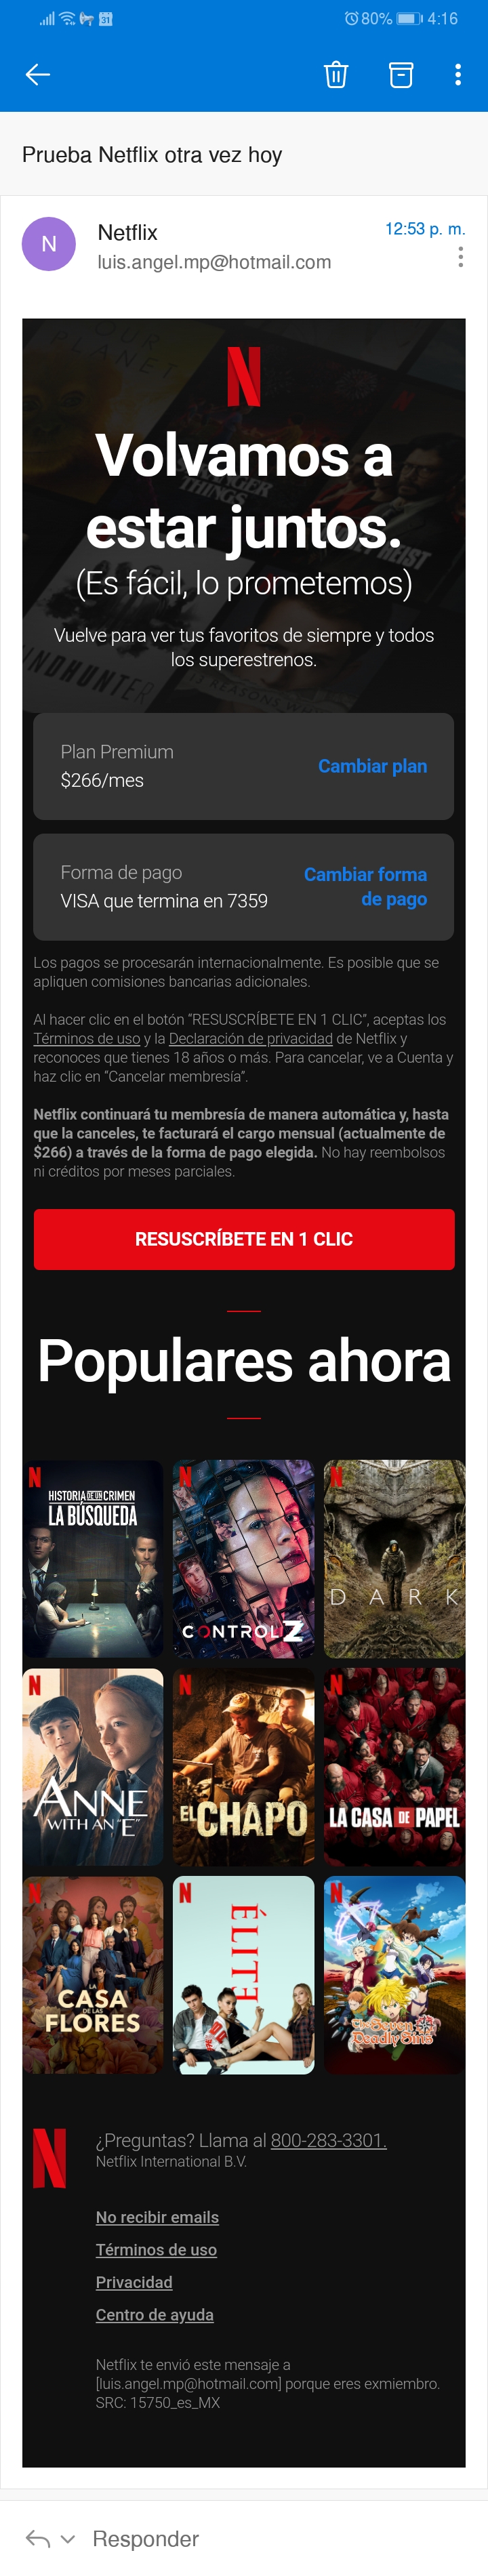 31
80%
4:16
Prueba Netflix otra vez hoy
N
Netflix
12:53 p. m.
luis.angel.mp@hotmail.com
OUR
PLANET
N
Volvamos a
estar juntos.
(Es fácil, lo prometemos)
Vuelve para ver tus favoritos de siempre y todos
los superestrenos.
Plan Premium
$266/mes
Cambiar plan
Forma de pago
VISA que termina en 7359
Cambiar forma
de pago
Los pagos se procesarán internacionalmente. Es posible que se
apliquen comisiones bancarias adicionales.
Al hacer clic en el botón “RESUSCRÍBETE EN 1 CLIC”, aceptas los
Términos de uso y la Declaración de privacidad de Netflix y
reconoces que tienes 18 años o más. Para cancelar, ve a Cuenta y
haz clic en “Cancelar membresía”.
Netflix continuará tu membresía de manera automática y, hasta
que la canceles, te facturará el cargo mensual (actualmente de
$266) a través de la forma de pago elegida. No hay reembolsos
ni créditos por meses parciales.
RESUSCRÍBETE EN 1 CLIC
Populares ahora
N
HISTORIA DE UN CRIMEN
LA BÚSQUEDA
N
CONTROL Z
N
DARK
N
ANNE
WITH AN “E”
N
EL CHAPO
N
LA CASA DE PAPEL
N
LA
CASA
DE LAS
FLORES
N
ÉLITE
N
The Seven
Deadly Sins
N
¿Preguntas? Llama al 800-283-3301.
Netflix International B.V.
No recibir emails
Términos de uso
Privacidad
Centro de ayuda
Netflix te envió este mensaje a
[luis.angel.mp@hotmail.com] porque eres exmiembro.
SRC: 15750_es_MX
Responder